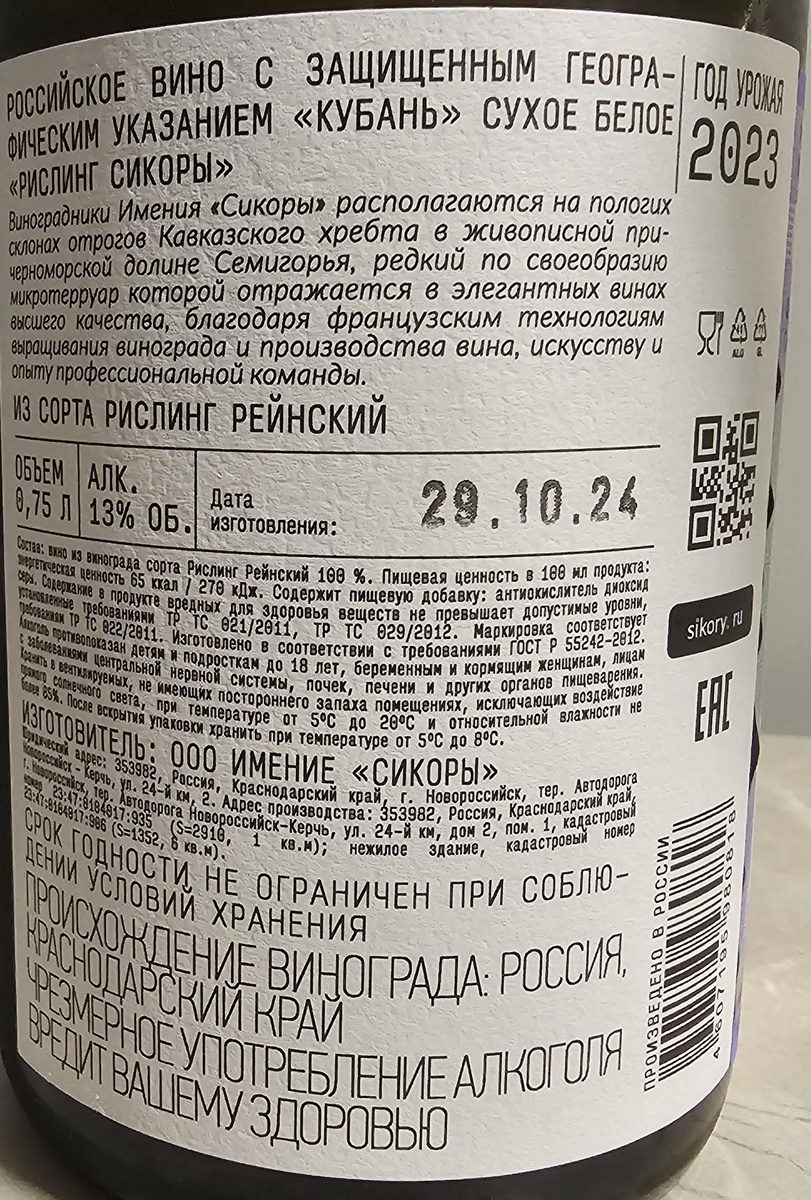 РОССИЙСКОЕ ВИНО С ЗАЩИЩЕННЫМ ГЕОГРА-
ФИЧЕСКИМ УКАЗАНИЕМ «КУБАНЬ» СУХОЕ БЕЛОЕ
«РИСЛИНГ СИКОРЫ»
ГОД УРОЖАЯ
2023
Виноградники Имения «Сикоры» располагаются на пологих
склонах отрогов Кавказского хребта в живописной при-
черноморской долине Семигорья, редкий по своеобразию
микротерруар которой отражается в элегантных винах
высшего качества, благодаря французским технологиям
выращивания винограда и производства вина, искусству и
опыту профессиональной команды.
ИЗ СОРТА РИСЛИНГ РЕЙНСКИЙ
ОБЪЕМ
0,75 Л
АЛК.
13% ОБ.
Дата
изготовления:
29.10.24
Состав: вино из винограда сорта Рислинг Рейнский 100 %. Пищевая ценность в 100 мл продукта:
энергетическая ценность 65 ккал / 270 кДж. Содержит пищевую добавку: антиокислитель диоксид
серы. Содержание в продукте вредных для здоровья веществ не превышает допустимые уровни,
установленные требованиями ТР ТС 021/2011, ТР ТС 029/2012. Маркировка соответствует
требованиям ТР ТС 022/2011. Изготовлено в соответствии с требованиями ГОСТ Р 55242-2012.
Алкоголь противопоказан детям и подросткам до 18 лет, беременным и кормящим женщинам, лицам
с заболеваниями центральной нервной системы, почек, печени и других органов пищеварения.
Хранить в вентилируемых, не имеющих постороннего запаха помещениях, исключающих воздействие
прямого солнечного света, при температуре от 5°C до 20°C и относительной влажности не
более 85%. После вскрытия упаковки хранить при температуре от 5°C до 8°C.
ИЗГОТОВИТЕЛЬ: ООО ИМЕНИЕ «СИКОРЫ»
Юридический адрес: 353982, Россия, Краснодарский край, г. Новороссийск, тер. Автодорога
Новороссийск-Керчь, ул. 24-й км, 2. Адрес производства: 353982, Россия, Краснодарский край,
г. Новороссийск, тер. Автодорога Новороссийск-Керчь, ул. 24-й км, дом 2, пом. 1, кадастровый
номер 23:47:0104017:935 (S=2910, 1 кв.м); нежилое здание, кадастровый номер
23:47:0104017:986 (S=1352, 6 кв.м).
СРОК ГОДНОСТИ НЕ ОГРАНИЧЕН ПРИ СОБЛЮ-
ДЕНИИ УСЛОВИЙ ХРАНЕНИЯ
ПРОИСХОЖДЕНИЕ ВИНОГРАДА: РОССИЯ,
КРАСНОДАРСКИЙ КРАЙ
ЧРЕЗМЕРНОЕ УПОТРЕБЛЕНИЕ АЛКОГОЛЯ
ВРЕДИТ ВАШЕМУ ЗДОРОВЬЮ
ALU
GL
sikory.ru
EAC
ПРОИЗВЕДЕНО В РОССИИ
4 607195 980818